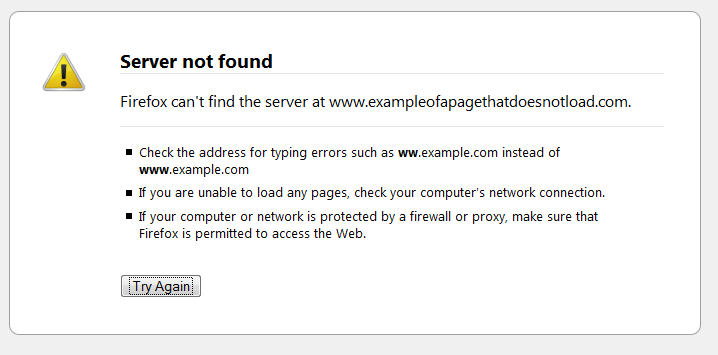 Server not found
Firefox can't find the server at www.exampleofapagethatdoesnotload.com.
Check the address for typing errors such as ww.example.com instead of
www.example.com
If you are unable to load any pages, check your computer's network connection.
If your computer or network is protected by a firewall or proxy, make sure that
Firefox is permitted to access the Web.
Try Again